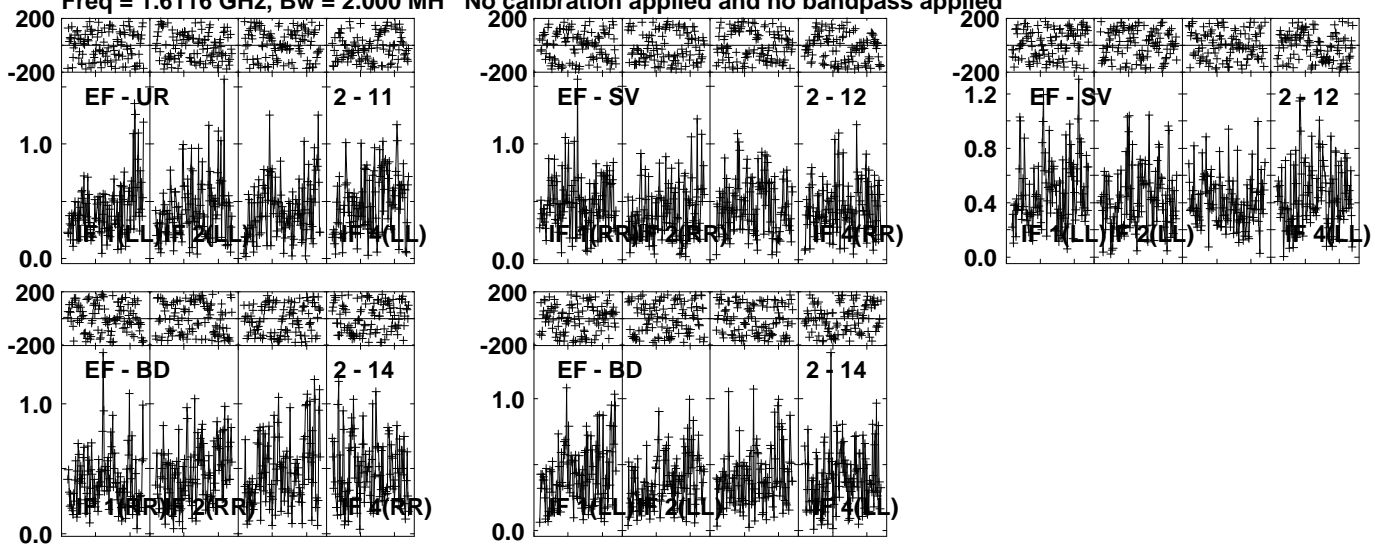 Freq = 1.6116 GHz, Bw = 2.000 MH No calibration applied and no bandpass applied
200
-200
EF - UR 2 - 11
1.0
0.0
IF 1(LL) IF 2(LL) IF 4(LL)
200
-200
EF - SV 2 - 12
1.0
0.0
IF 1(RR) IF 2(RR) IF 4(RR)
200
-200
EF - SV 2 - 12
1.2
0.8
0.4
0.0
IF 1(LL) IF 2(LL) IF 4(LL)
200
-200
EF - BD 2 - 14
1.0
0.0
IF 1(RR) IF 2(RR) IF 4(RR)
200
-200
EF - BD 2 - 14
1.0
0.0
IF 1(LL) IF 2(LL) IF 4(LL)